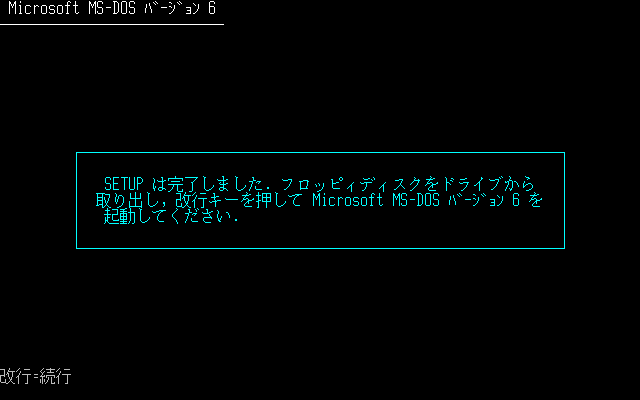 Microsoft MS-DOS ﾊﾞｰｼﾞｮﾝ 6
SETUP は完了しました．フロッピィディスクをドライブから
取り出し，改行キーを押して Microsoft MS-DOS ﾊﾞｰｼﾞｮﾝ 6 を
起動してください．
改行=続行